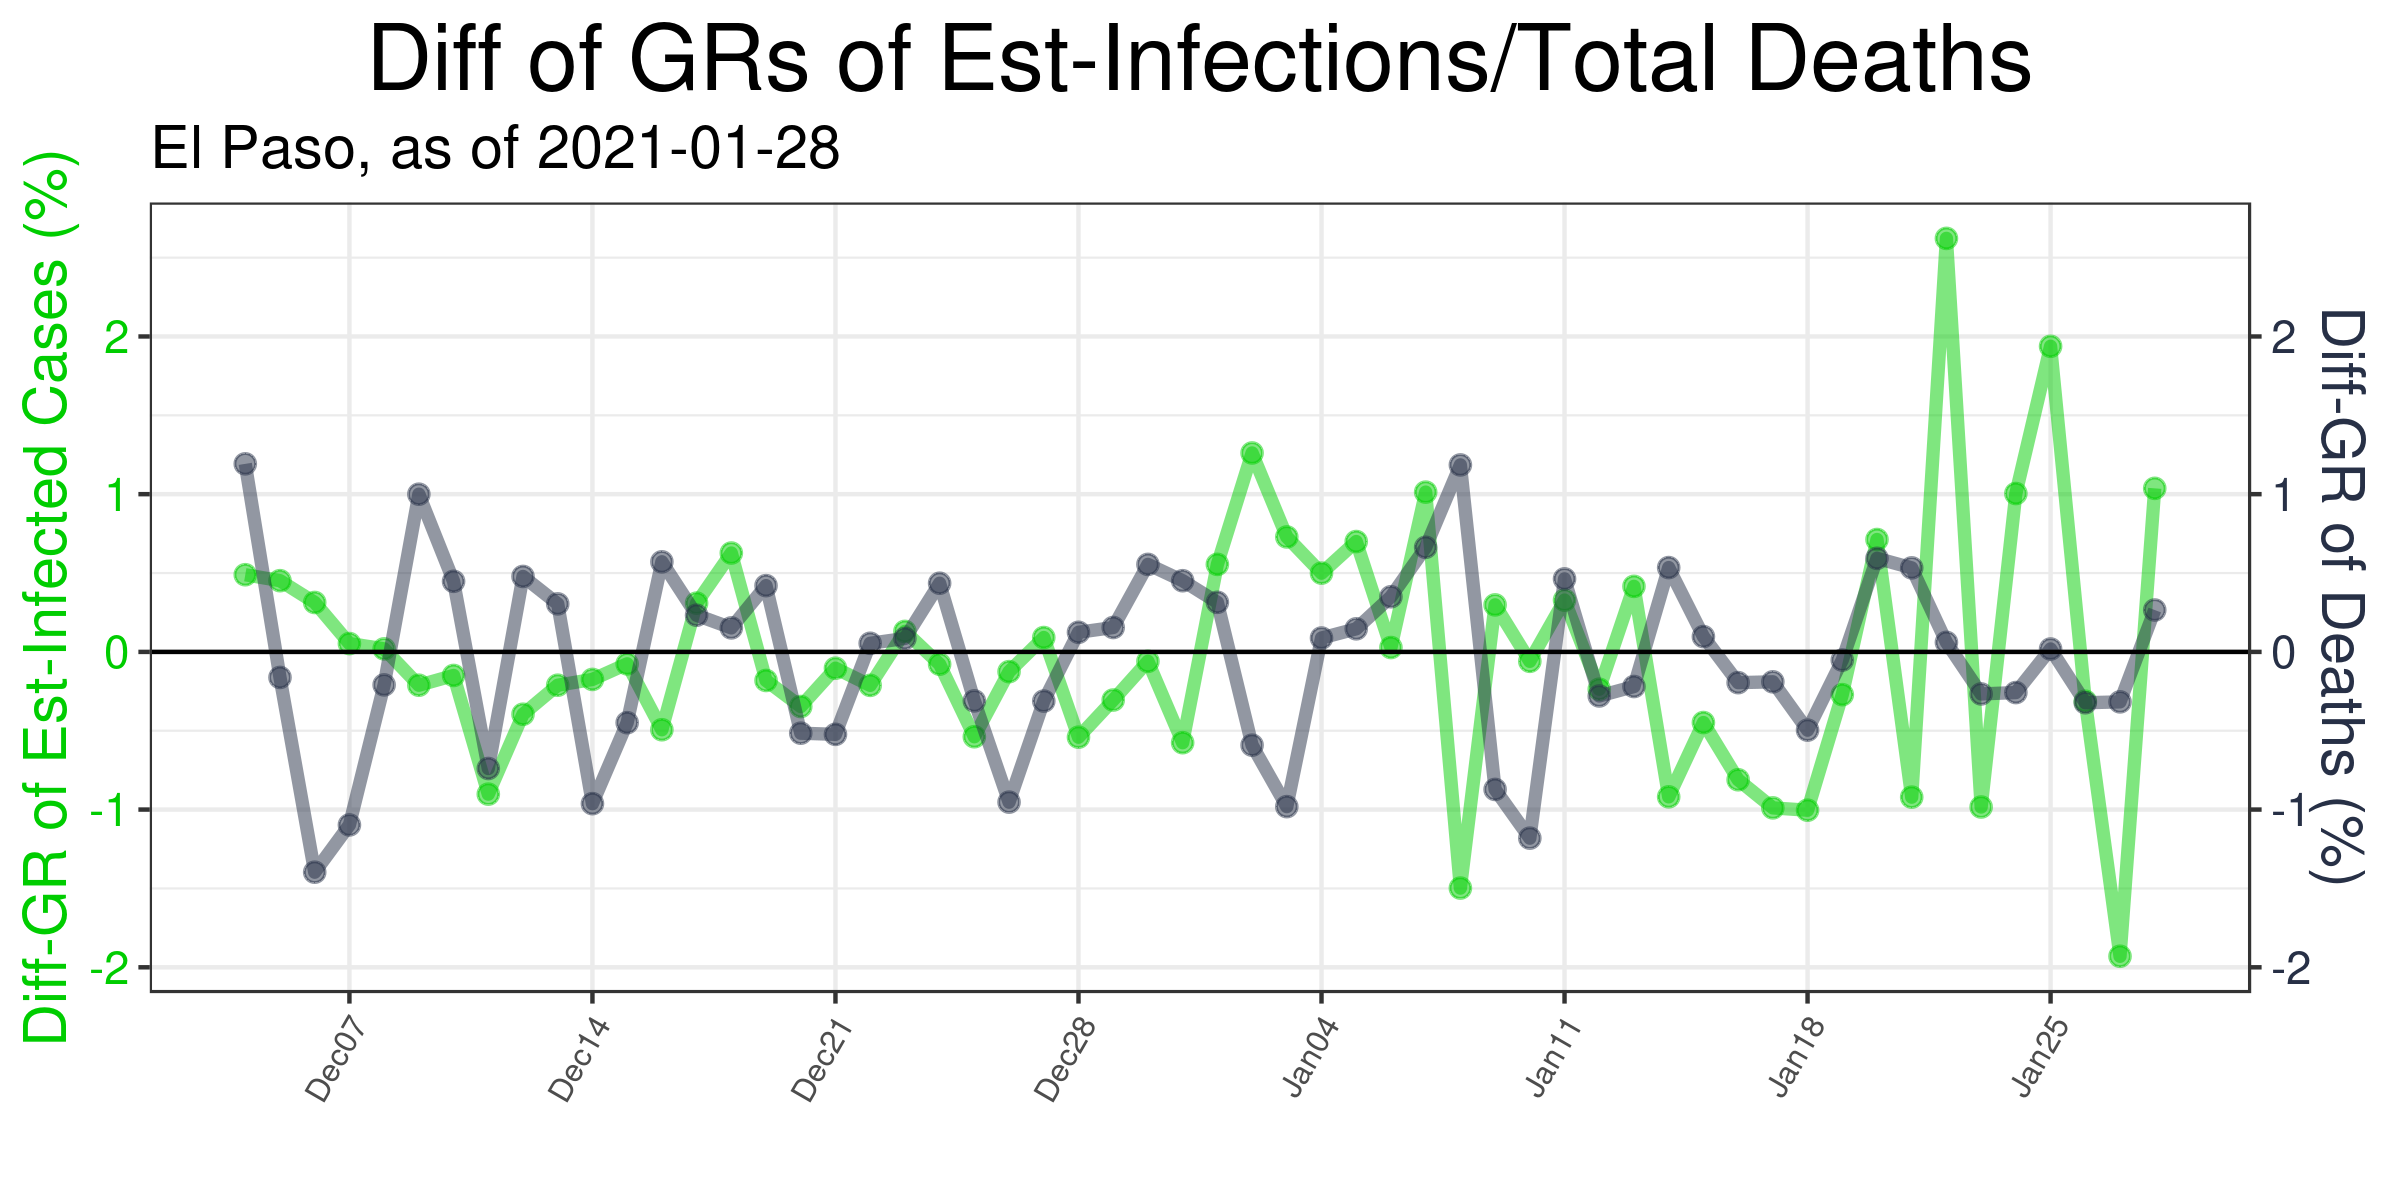 Diff of GRs of Est-Infections/Total Deaths
El Paso, as of 2021-01-28
Diff-GR of Est-Infected Cases (%)
2
1
0
-1
-2
2
1
0
-1
-2
Diff-GR of Deaths (%)
Dec07
Dec14
Dec21
Dec28
Jan04
Jan11
Jan18
Jan25